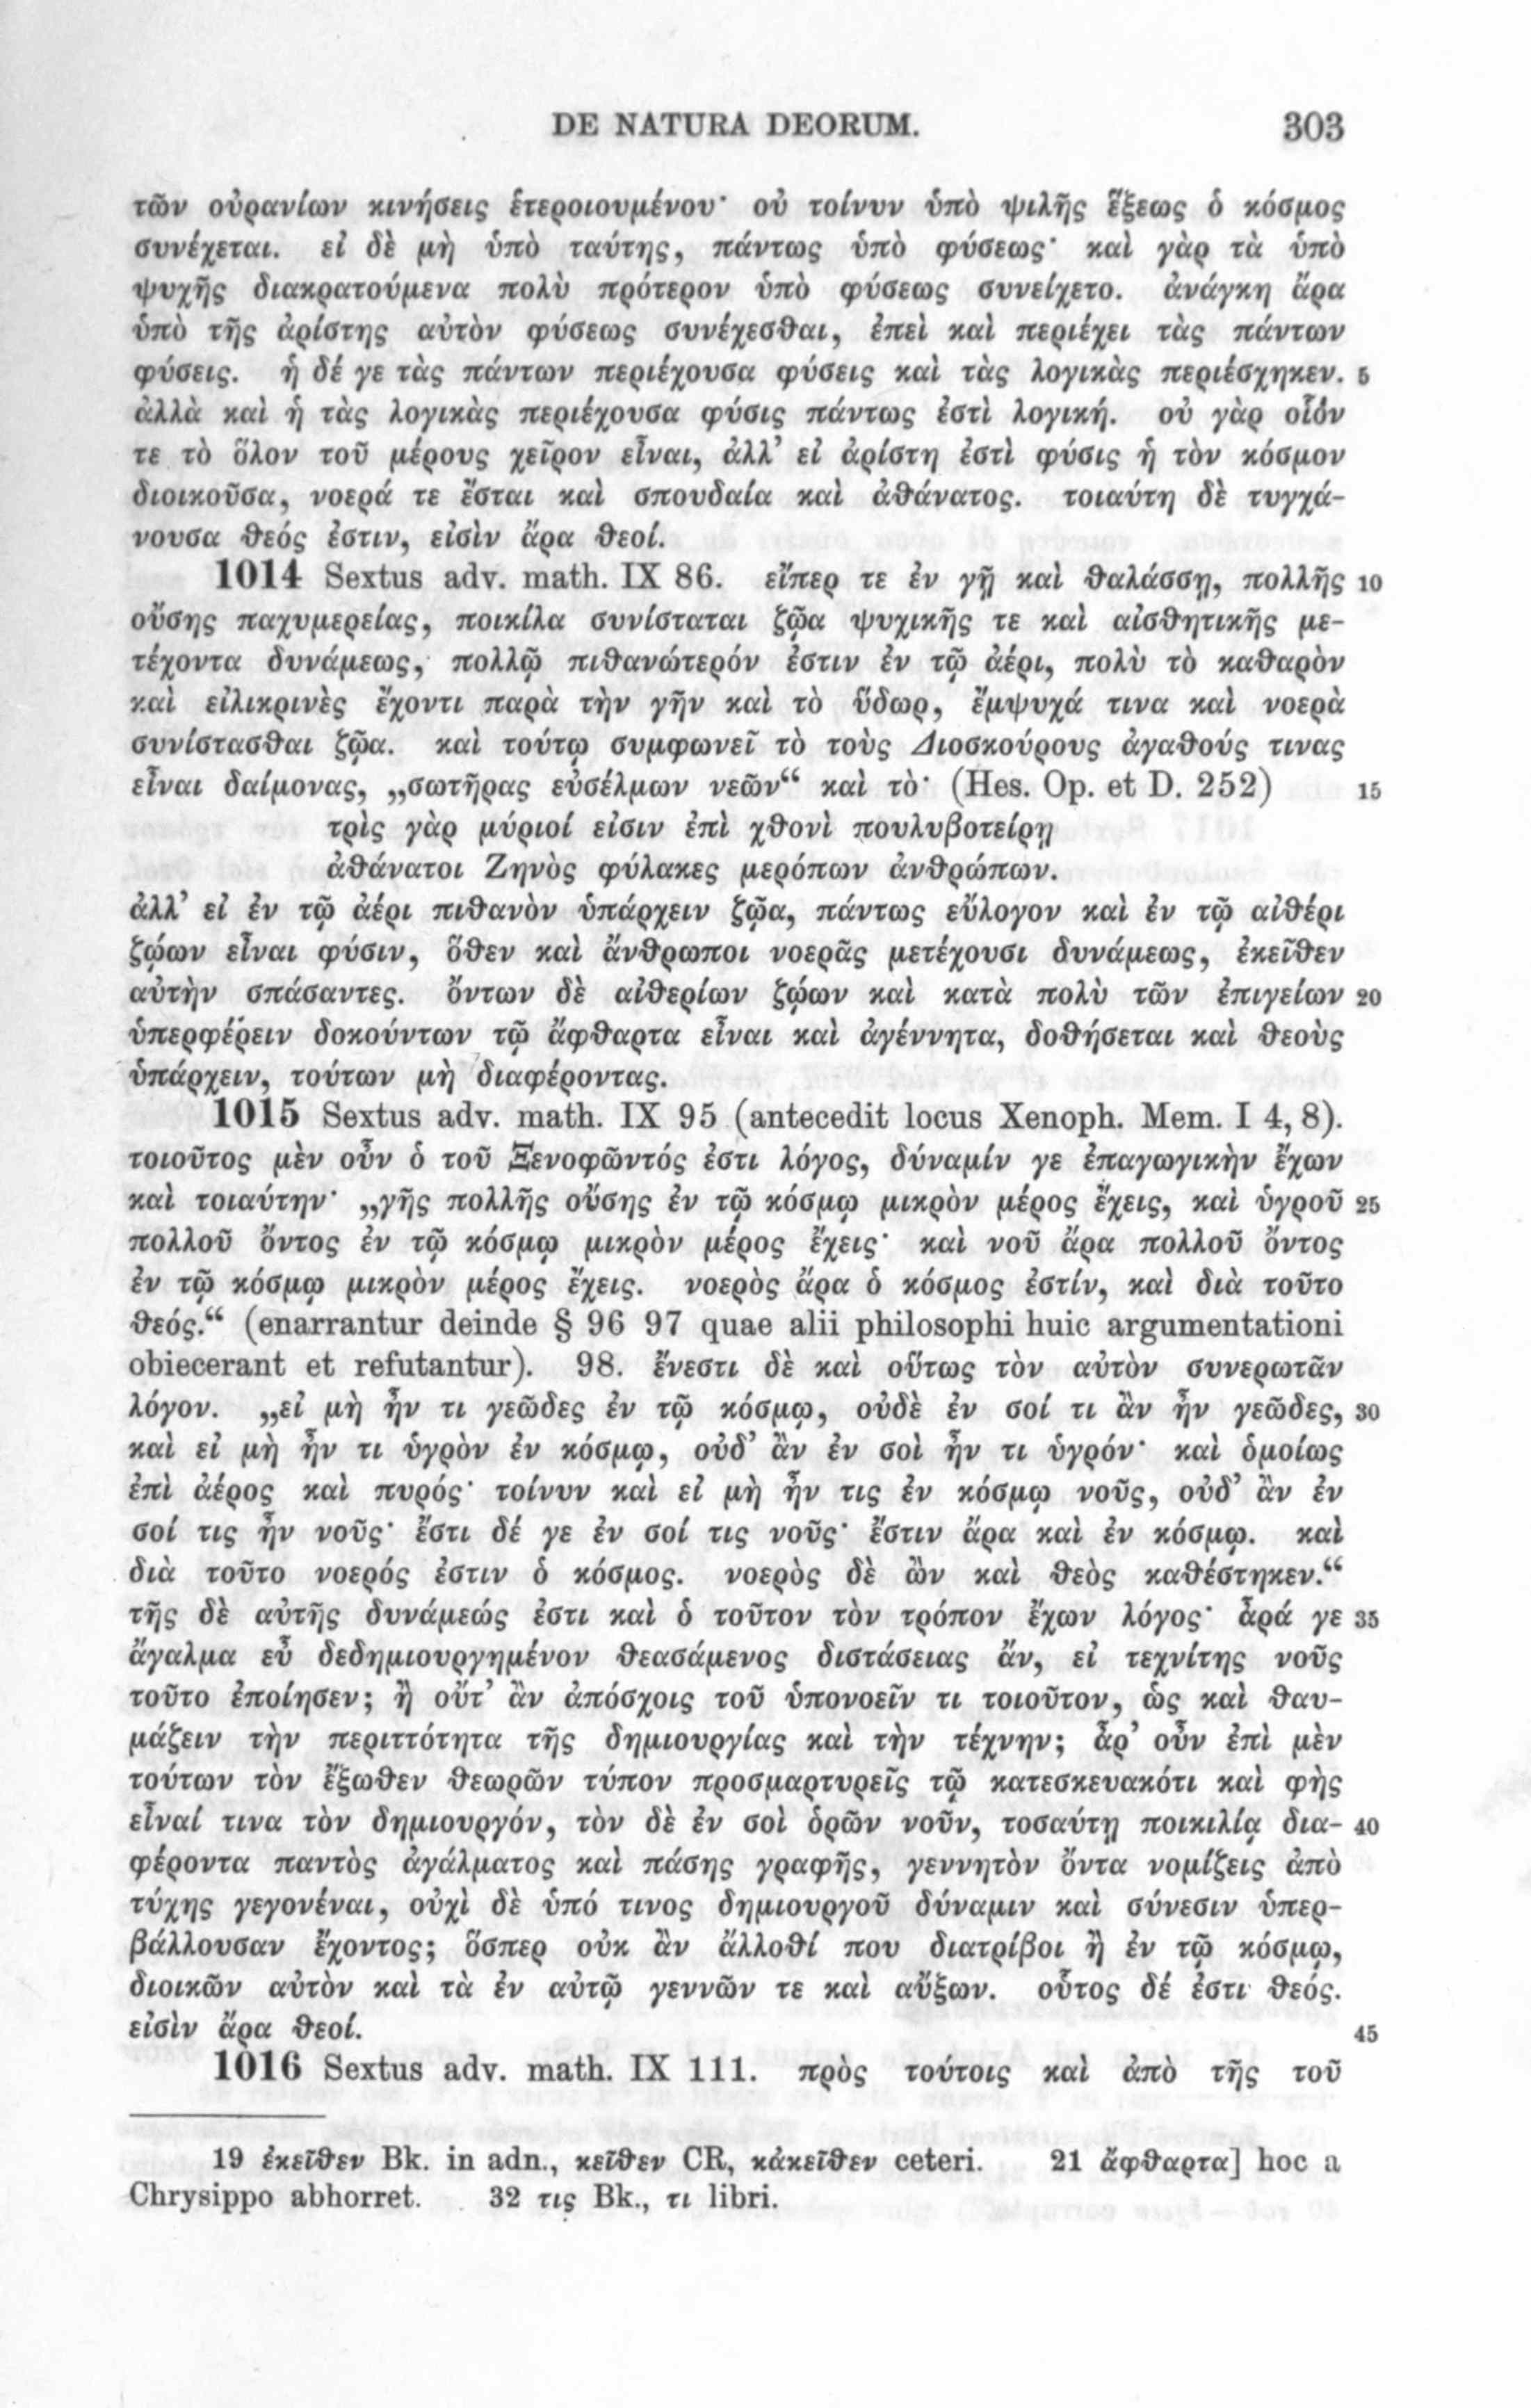 DE NATURA DEORUM. 303
τῶν οὐρανίων κινήσεις ἑτεροιουμένου· οὐ τοίνυν ὑπὸ ψιλῆς ἕξεως ὁ κόσμος
συνέχεται. εἰ δὲ μὴ ὑπὸ ταύτης, πάντως ὑπὸ φύσεως· καὶ γὰρ τὰ ὑπὸ
ψυχῆς διακρατούμενα πολὺ πρότερον ὑπὸ φύσεως συνείχετο. ἀνάγκη ἄρα
ὑπὸ τῆς ἀρίστης αὐτὸν φύσεως συνέχεσθαι, ἐπεὶ καὶ περιέχει τὰς πάντων
φύσεις. ἡ δέ γε τὰς πάντων περιέχουσα φύσεις καὶ τὰς λογικὰς περιέσχηκεν. 5
ἀλλὰ καὶ ἡ τὰς λογικὰς περιέχουσα φύσις πάντως ἐστὶ λογική. οὐ γὰρ οἷόν
τε τὸ ὅλον τοῦ μέρους χεῖρον εἶναι, ἀλλ’ εἰ ἀρίστη ἐστὶ φύσις ἡ τὸν κόσμον
διοικοῦσα, νοερά τε ἔσται καὶ σπουδαία καὶ ἀθάνατος. τοιαύτη δὲ τυγχά-
νουσα θεός ἐστιν, εἰσὶν ἄρα θεοί.
1014 Sextus adv. math. IX 86. εἴπερ τε ἐν γῇ καὶ θαλάσσῃ, πολλῆς 10
οὔσης παχυμερείας, ποικίλα συνίσταται ζῷα ψυχικῆς τε καὶ αἰσθητικῆς με-
τέχοντα δυνάμεως, πολλῷ πιθανώτερόν ἐστιν ἐν τῷ ἀέρι, πολὺ τὸ καθαρὸν
καὶ εἰλικρινὲς ἔχοντι παρὰ τὴν γῆν καὶ τὸ ὕδωρ, ἔμψυχά τινα καὶ νοερὰ
συνίστασθαι ζῷα. καὶ τούτῳ συμφωνεῖ τὸ τοὺς Διοσκούρους ἀγαθούς τινας
εἶναι δαίμονας, „σωτῆρας εὐσέλμων νεῶν“ καὶ τὸ· (Hes. Op. et D. 252) 15
τρὶς γὰρ μύριοί εἰσιν ἐπὶ χθονὶ πουλυβοτείρῃ
ἀθάνατοι Ζηνὸς φύλακες μερόπων ἀνθρώπων.
ἀλλ’ εἰ ἐν τῷ ἀέρι πιθανὸν ὑπάρχειν ζῷα, πάντως εὔλογον καὶ ἐν τῷ αἰθέρι
ζῴων εἶναι φύσιν, ὅθεν καὶ ἄνθρωποι νοερᾶς μετέχουσι δυνάμεως, ἐκεῖθεν
αὐτὴν σπάσαντες. ὄντων δὲ αἰθερίων ζῴων καὶ κατὰ πολὺ τῶν ἐπιγείων 20
ὑπερφέρειν δοκούντων τῷ ἄφθαρτα εἶναι καὶ ἀγέννητα, δοθήσεται καὶ θεοὺς
ὑπάρχειν, τούτων μὴ διαφέροντας.
1015 Sextus adv. math. IX 95 (antecedit locus Xenoph. Mem. I 4, 8).
τοιοῦτος μὲν οὖν ὁ τοῦ Ξενοφῶντός ἐστι λόγος, δύναμίν γε ἐπαγωγικὴν ἔχων
καὶ τοιαύτην· „γῆς πολλῆς οὔσης ἐν τῷ κόσμῳ μικρὸν μέρος ἔχεις, καὶ ὑγροῦ 25
πολλοῦ ὄντος ἐν τῷ κόσμῳ μικρὸν μέρος ἔχεις· καὶ νοῦ ἄρα πολλοῦ ὄντος
ἐν τῷ κόσμῳ μικρὸν μέρος ἔχεις. νοερὸς ἄρα ὁ κόσμος ἐστίν, καὶ διὰ τοῦτο
θεός.“ (enarrantur deinde § 96 97 quae alii philosophi huic argumentationi
obiecerant et refutantur). 98. ἔνεστι δὲ καὶ οὕτως τὸν αὐτὸν συνερωτᾶν
λόγον. „εἰ μὴ ἦν τι γεῶδες ἐν τῷ κόσμῳ, οὐδὲ ἐν σοί τι ἂν ἦν γεῶδες, 30
καὶ εἰ μὴ ἦν τι ὑγρὸν ἐν κόσμῳ, οὐδ’ ἂν ἐν σοὶ ἦν τι ὑγρόν· καὶ ὁμοίως
ἐπὶ ἀέρος καὶ πυρός· τοίνυν καὶ εἰ μὴ ἦν τις ἐν κόσμῳ νοῦς, οὐδ’ ἂν ἐν
σοί τις ἦν νοῦς· ἔστι δέ γε ἐν σοί τις νοῦς· ἔστιν ἄρα καὶ ἐν κόσμῳ. καὶ
διὰ τοῦτο νοερός ἐστιν ὁ κόσμος. νοερὸς δὲ ὢν καὶ θεὸς καθέστηκεν.“
τῆς δὲ αὐτῆς δυνάμεώς ἐστι καὶ ὁ τοῦτον τὸν τρόπον ἔχων λόγος· ἆρά γε 35
ἄγαλμα εὖ δεδημιουργημένον θεασάμενος διστάσειας ἄν, εἰ τεχνίτης νοῦς
τοῦτο ἐποίησεν; ἢ οὔτ’ ἂν ἀπόσχοις τοῦ ὑπονοεῖν τι τοιοῦτον, ὡς καὶ θαυ-
μάζειν τὴν περιττότητα τῆς δημιουργίας καὶ τὴν τέχνην; ἆρ’ οὖν ἐπὶ μὲν
τούτων τὸν ἔξωθεν θεωρῶν τύπον προσμαρτυρεῖς τῷ κατεσκευακότι καὶ φὴς
εἶναί τινα τὸν δημιουργόν, τὸν δὲ ἐν σοὶ ὁρῶν νοῦν, τοσαύτῃ ποικιλίᾳ δια- 40
φέροντα παντὸς ἀγάλματος καὶ πάσης γραφῆς, γεννητὸν ὄντα νομίζεις ἀπὸ
τύχης γεγονέναι, οὐχὶ δὲ ὑπό τινος δημιουργοῦ δύναμιν καὶ σύνεσιν ὑπερ-
βάλλουσαν ἔχοντος; ὅσπερ οὐκ ἂν ἄλλοθί που διατρίβοι ἢ ἐν τῷ κόσμῳ,
διοικῶν αὐτὸν καὶ τὰ ἐν αὐτῷ γεννῶν τε καὶ αὔξων. οὗτος δέ ἐστι θεός.
εἰσὶν ἄρα θεοί. 45
1016 Sextus adv. math. IX 111. πρὸς τούτοις καὶ ἀπὸ τῆς τοῦ
19 ἐκεῖθεν Bk. in adn., κεῖθεν CR, κἀκεῖθεν ceteri. 21 ἄφθαρτα] hoc a
Chrysippo abhorret. 32 τις Bk., τι libri.